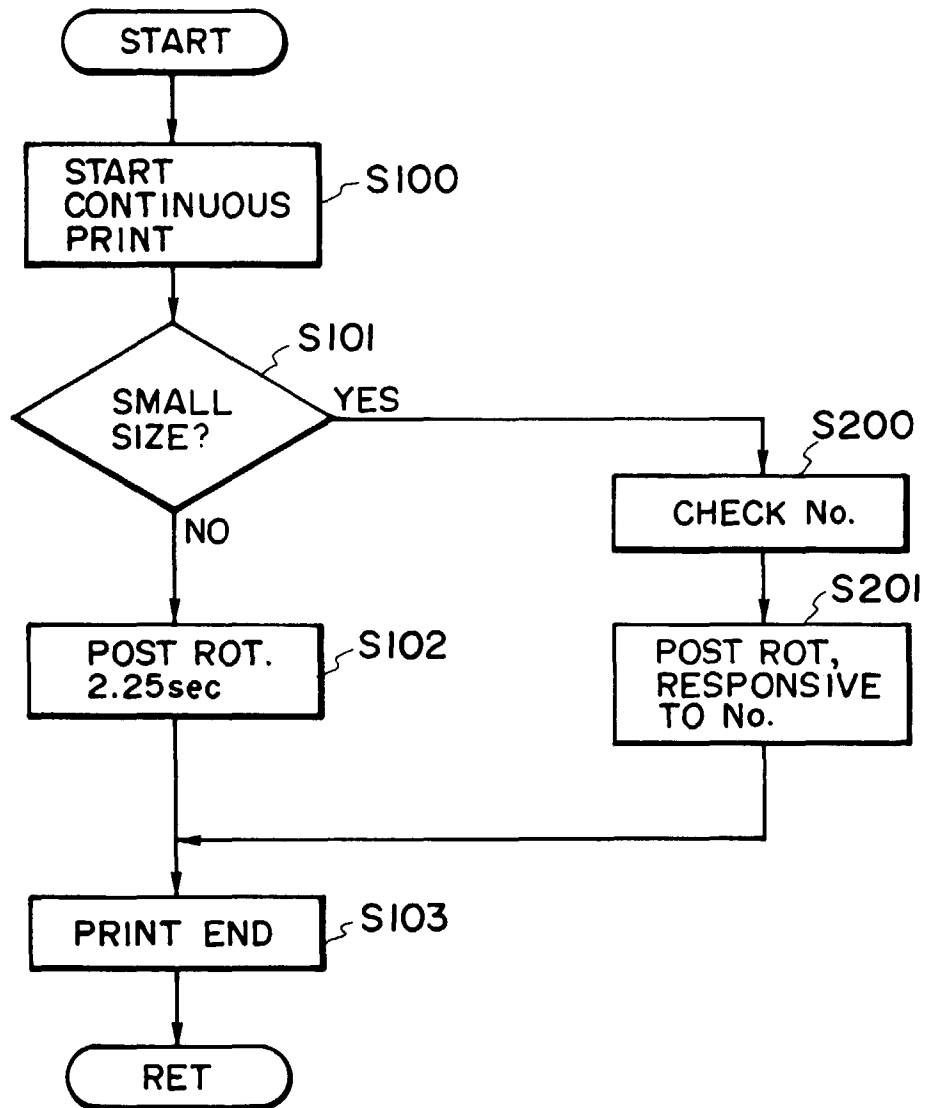 START
START
CONTINUOUS
PRINT
S100
S101
SMALL
SIZE?
YES
NO
S200
CHECK No.
S201
POST ROT,
RESPONSIVE
TO No.
POST ROT.
2.25sec
S102
PRINT END
S103
RET